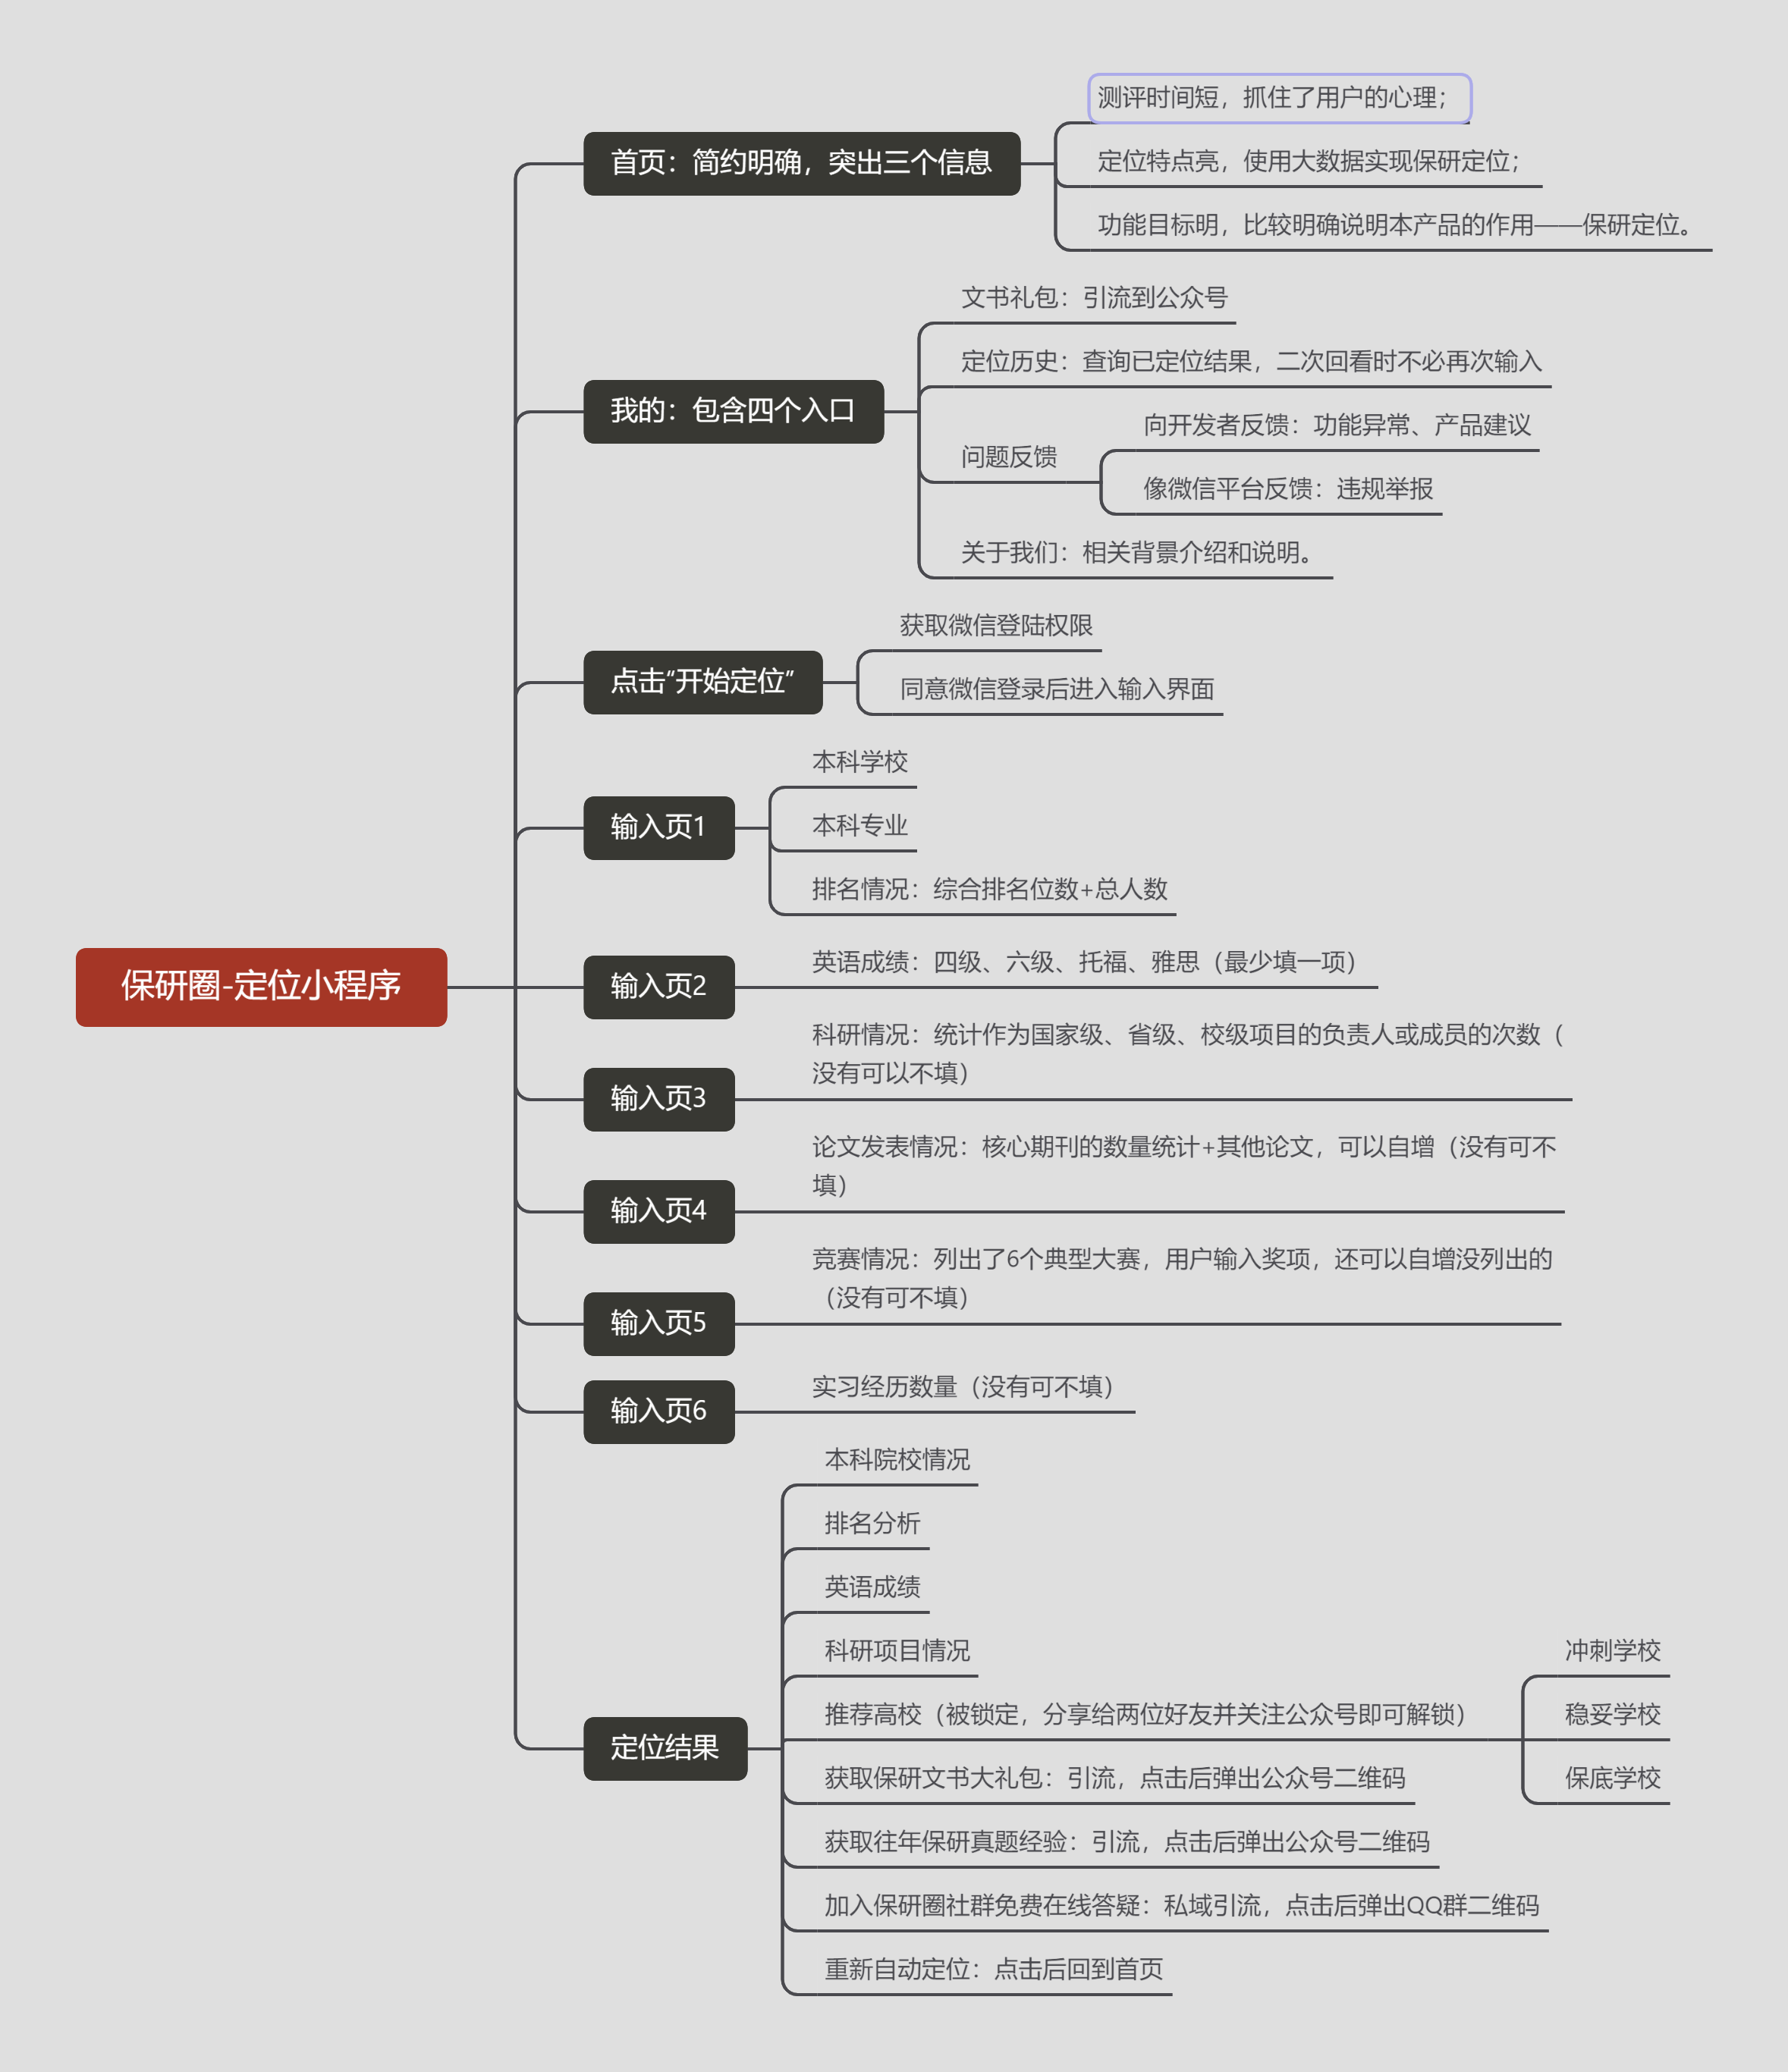 保研圈-定位小程序
首页：简约明确，突出三个信息
测评时间短，抓住了用户的心理；
定位特点亮，使用大数据实现保研定位；
功能目标明，比较明确说明本产品的作用——保研定位。
我的：包含四个入口
文书礼包：引流到公众号
定位历史：查询已定位结果，二次回看时不必再次输入
问题反馈
向开发者反馈：功能异常、产品建议
像微信平台反馈：违规举报
关于我们：相关背景介绍和说明。
点击“开始定位”
获取微信登陆权限
同意微信登录后进入输入界面
输入页1
本科学校
本科专业
排名情况：综合排名位数+总人数
输入页2
英语成绩：四级、六级、托福、雅思（最少填一项）
输入页3
科研情况：统计作为国家级、省级、校级项目的负责人或成员的次数（
没有可以不填）
输入页4
论文发表情况：核心期刊的数量统计+其他论文，可以自增（没有可不
填）
输入页5
竞赛情况：列出了6个典型大赛，用户输入奖项，还可以自增没列出的
（没有可不填）
输入页6
实习经历数量（没有可不填）
定位结果
本科院校情况
排名分析
英语成绩
科研项目情况
推荐高校（被锁定，分享给两位好友并关注公众号即可解锁）
冲刺学校
稳妥学校
保底学校
获取保研文书大礼包：引流，点击后弹出公众号二维码
获取往年保研真题经验：引流，点击后弹出公众号二维码
加入保研圈社群免费在线答疑：私域引流，点击后弹出QQ群二维码
重新自动定位：点击后回到首页